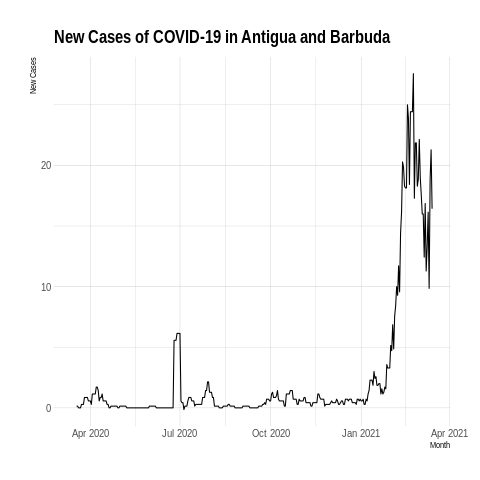 New Cases of COVID-19 in Antigua and Barbuda
New Cases
20
10
0
Apr 2020 Jul 2020 Oct 2020 Jan 2021 Apr 2021
Month